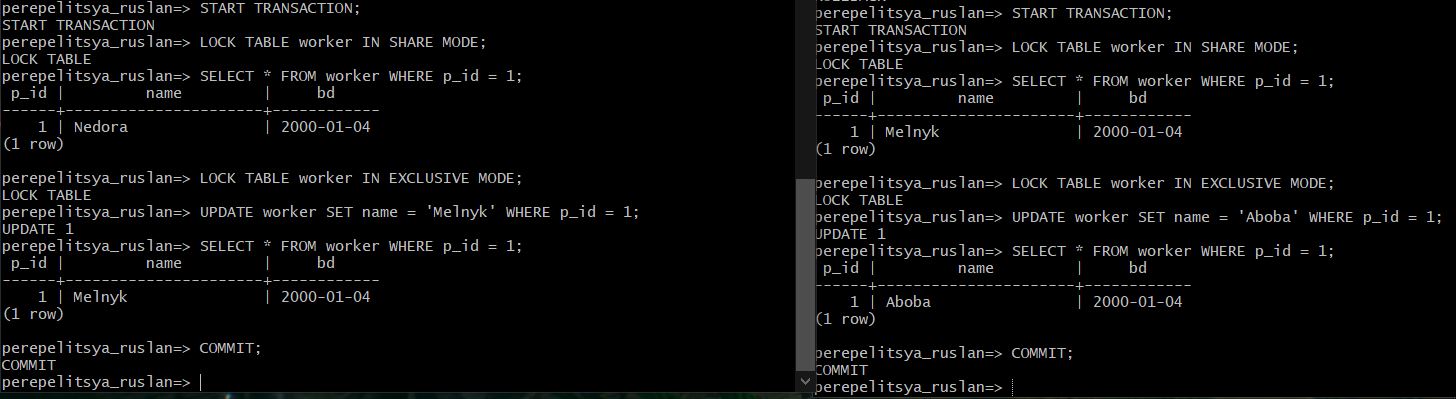 perepelitsya_ruslan=> START TRANSACTION;
START TRANSACTION
perepelitsya_ruslan=> LOCK TABLE worker IN SHARE MODE;
LOCK TABLE
perepelitsya_ruslan=> SELECT * FROM worker WHERE p_id = 1;
 p_id |         name         |     bd
------+----------------------+------------
    1 | Nedora               | 2000-01-04
(1 row)
perepelitsya_ruslan=> LOCK TABLE worker IN EXCLUSIVE MODE;
LOCK TABLE
perepelitsya_ruslan=> UPDATE worker SET name = 'Melnyk' WHERE p_id = 1;
UPDATE 1
perepelitsya_ruslan=> SELECT * FROM worker WHERE p_id = 1;
 p_id |         name         |     bd
------+----------------------+------------
    1 | Melnyk               | 2000-01-04
(1 row)
perepelitsya_ruslan=> COMMIT;
COMMIT
perepelitsya_ruslan=>
perepelitsya_ruslan=> START TRANSACTION;
START TRANSACTION
perepelitsya_ruslan=> LOCK TABLE worker IN SHARE MODE;
LOCK TABLE
perepelitsya_ruslan=> SELECT * FROM worker WHERE p_id = 1;
 p_id |         name         |     bd
------+----------------------+------------
    1 | Melnyk               | 2000-01-04
(1 row)
perepelitsya_ruslan=> LOCK TABLE worker IN EXCLUSIVE MODE;
LOCK TABLE
perepelitsya_ruslan=> UPDATE worker SET name = 'Aboba' WHERE p_id = 1;
UPDATE 1
perepelitsya_ruslan=> SELECT * FROM worker WHERE p_id = 1;
 p_id |         name         |     bd
------+----------------------+------------
    1 | Aboba                | 2000-01-04
(1 row)
perepelitsya_ruslan=> COMMIT;
COMMIT
perepelitsya_ruslan=>